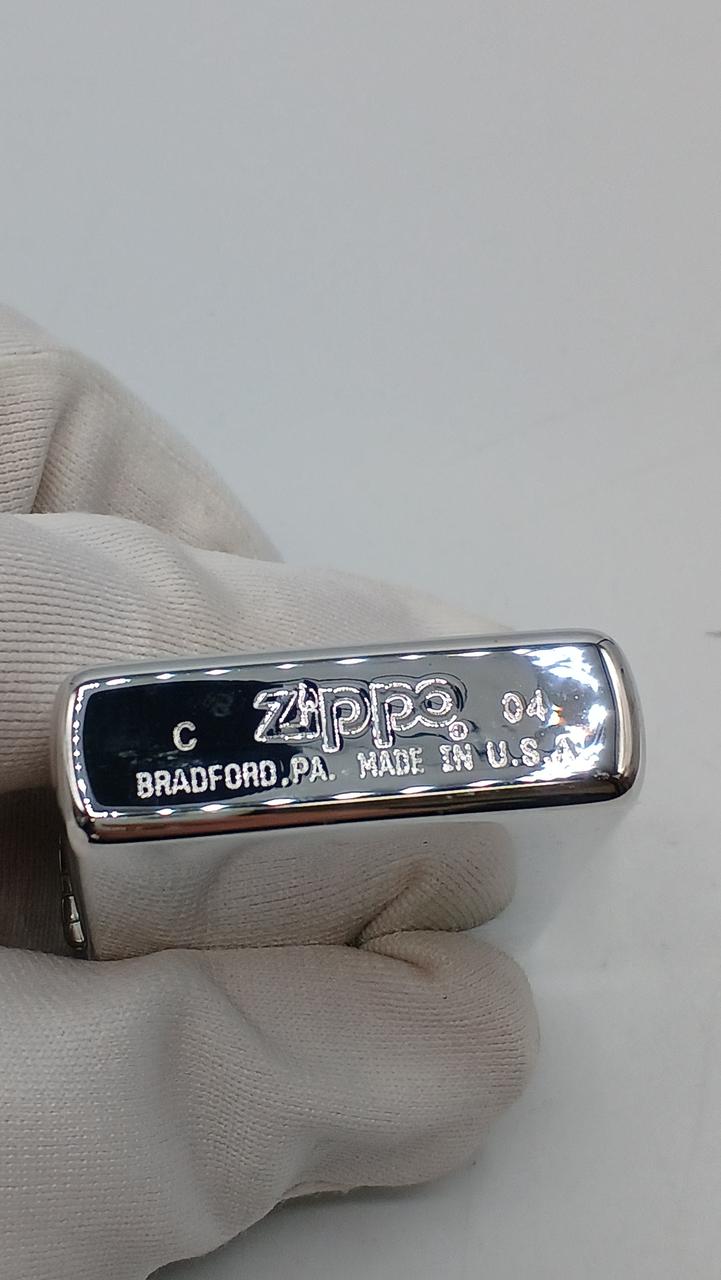 C zippo® 04
BRADFORD, PA. MADE IN U.S.A